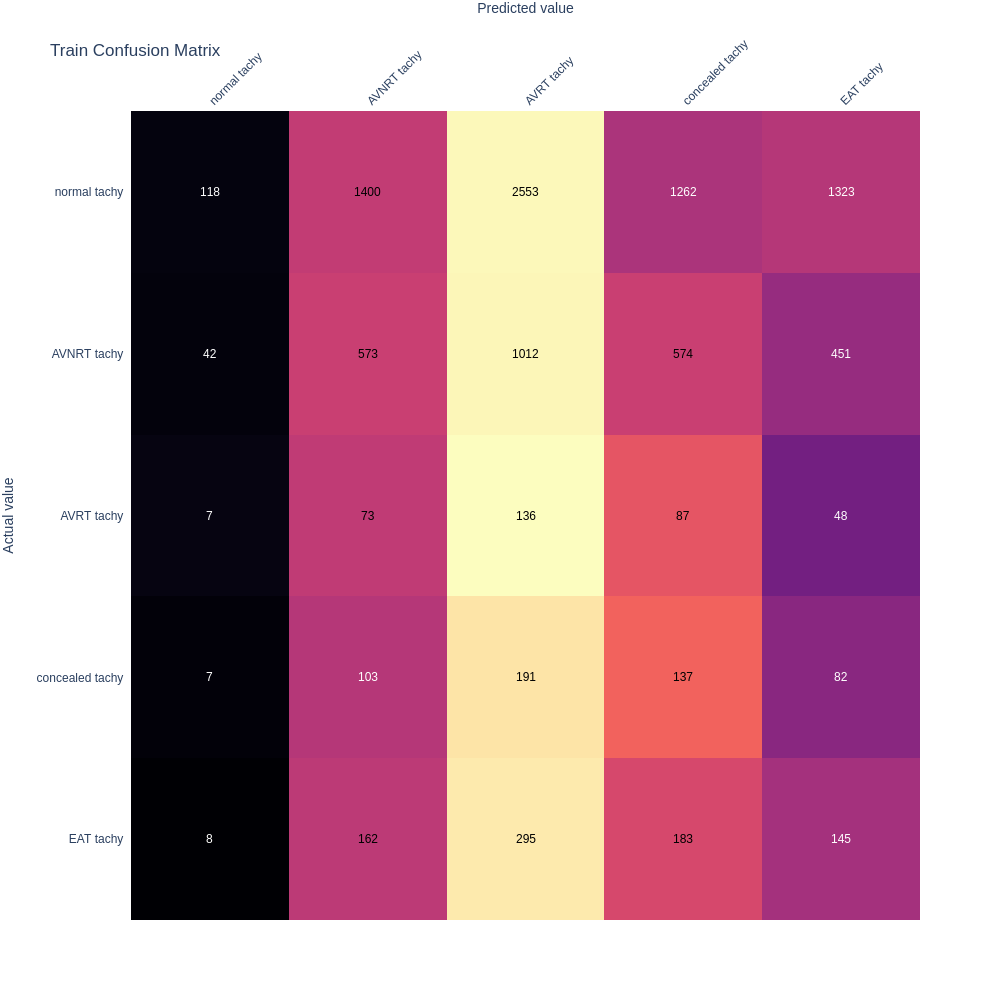 Predicted value
Train Confusion Matrix
normal tachy
AVNRT tachy
AVRT tachy
concealed tachy
EAT tachy
Actual value
normal tachy 118 1400 2553 1262 1323
AVNRT tachy 42 573 1012 574 451
AVRT tachy 7 73 136 87 48
concealed tachy 7 103 191 137 82
EAT tachy 8 162 295 183 145